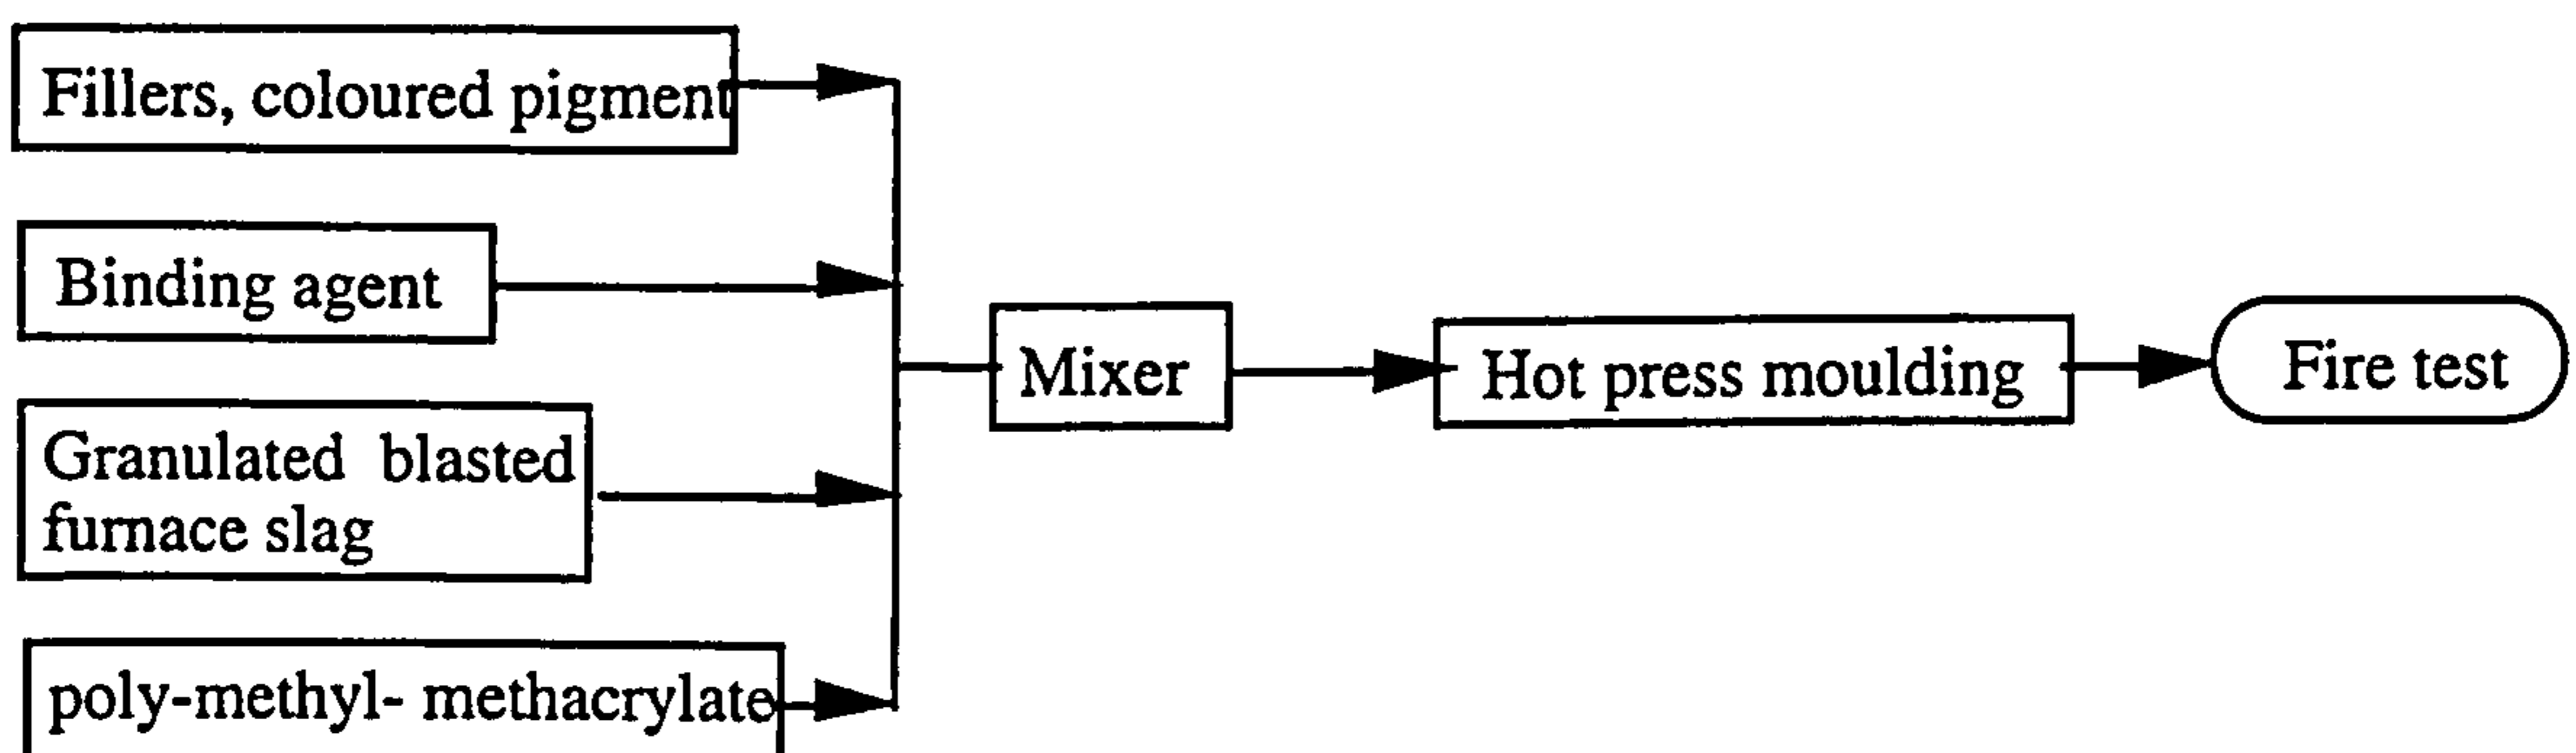 Fillers, coloured pigment
Binding agent
Granulated blasted
furnace slag
poly-methyl- methacrylate
Mixer
Hot press moulding
Fire test